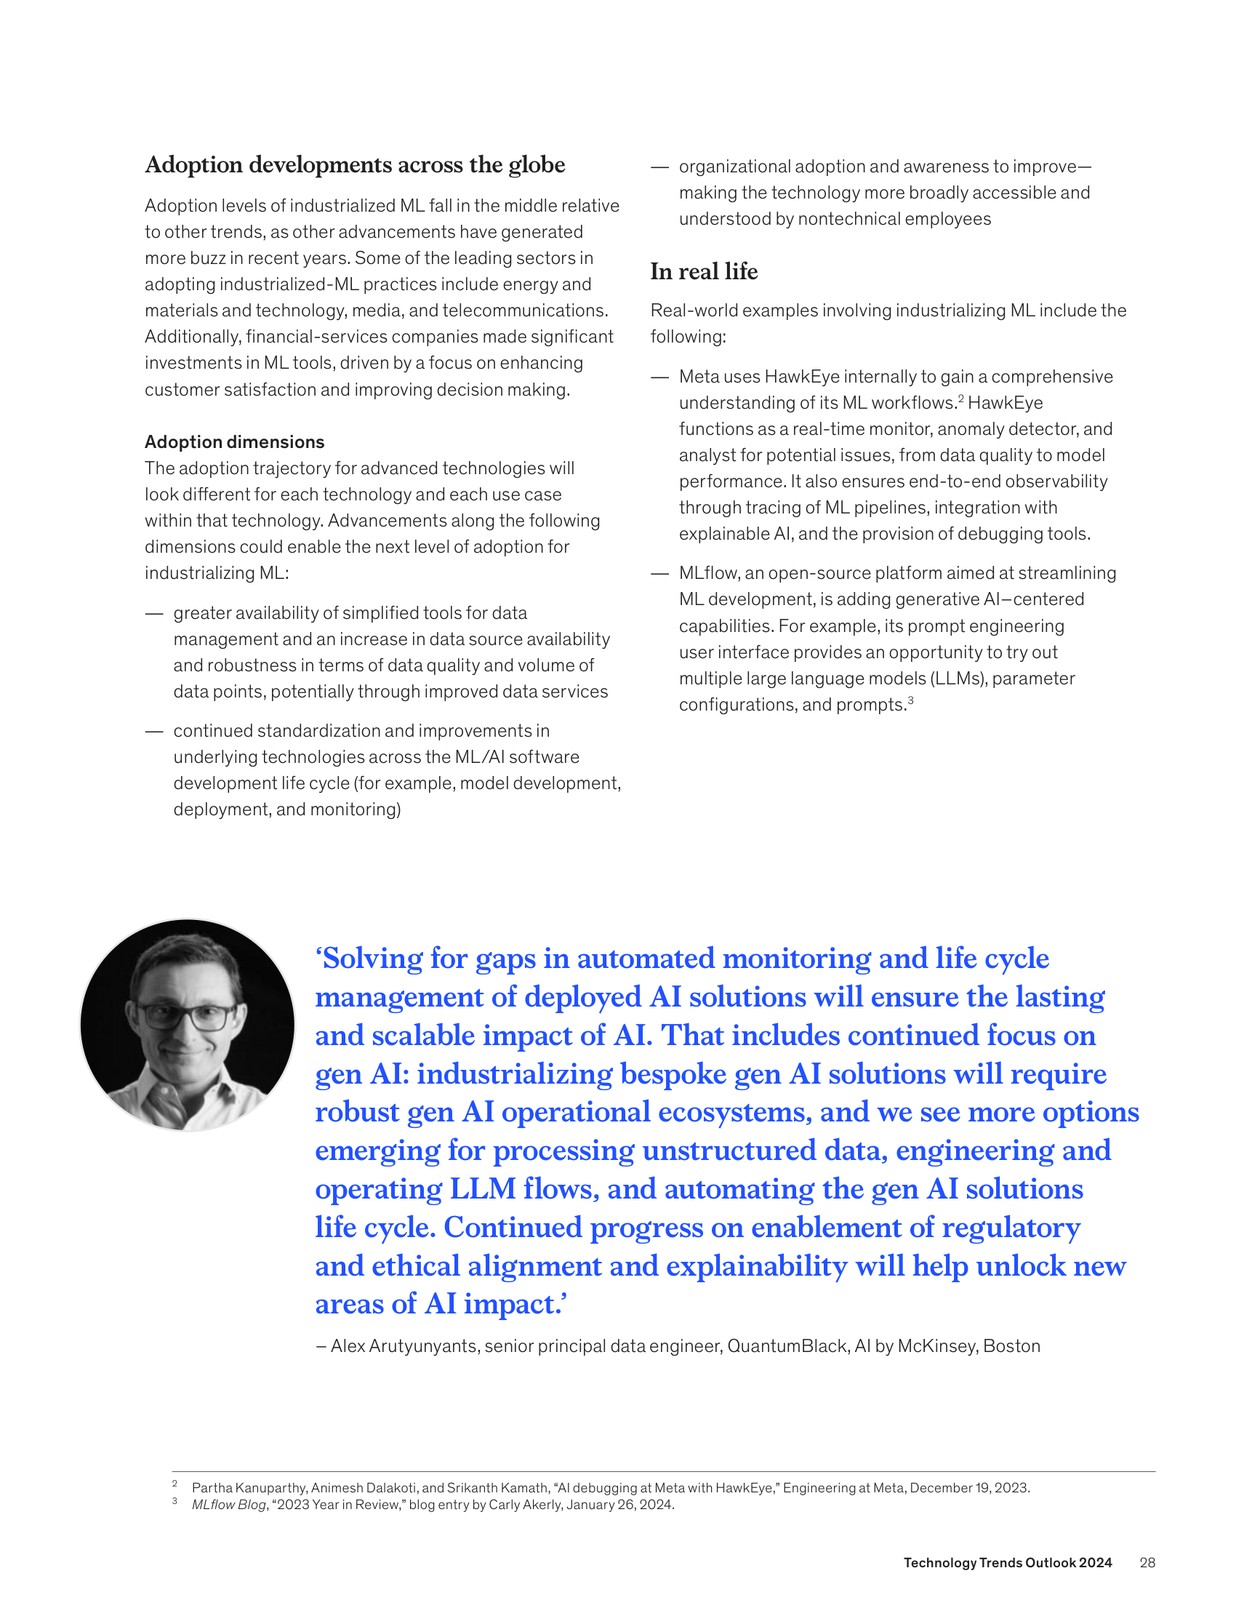 Adoption developments across the globe
Adoption levels of industrialized ML fall in the middle relative
to other trends, as other advancements have generated
more buzz in recent years. Some of the leading sectors in
adopting industrialized-ML practices include energy and
materials and technology, media, and telecommunications.
Additionally, financial-services companies made significant
investments in ML tools, driven by a focus on enhancing
customer satisfaction and improving decision making.
Adoption dimensions
The adoption trajectory for advanced technologies will
look different for each technology and each use case
within that technology. Advancements along the following
dimensions could enable the next level of adoption for
industrializing ML:
— greater availability of simplified tools for data
management and an increase in data source availability
and robustness in terms of data quality and volume of
data points, potentially through improved data services
— continued standardization and improvements in
underlying technologies across the ML/AI software
development life cycle (for example, model development,
deployment, and monitoring)
— organizational adoption and awareness to improve—
making the technology more broadly accessible and
understood by nontechnical employees
In real life
Real-world examples involving industrializing ML include the
following:
— Meta uses HawkEye internally to gain a comprehensive
understanding of its ML workflows.² HawkEye
functions as a real-time monitor, anomaly detector, and
analyst for potential issues, from data quality to model
performance. It also ensures end-to-end observability
through tracing of ML pipelines, integration with
explainable AI, and the provision of debugging tools.
— MLflow, an open-source platform aimed at streamlining
ML development, is adding generative AI–centered
capabilities. For example, its prompt engineering
user interface provides an opportunity to try out
multiple large language models (LLMs), parameter
configurations, and prompts.³
‘Solving for gaps in automated monitoring and life cycle
management of deployed AI solutions will ensure the lasting
and scalable impact of AI. That includes continued focus on
gen AI: industrializing bespoke gen AI solutions will require
robust gen AI operational ecosystems, and we see more options
emerging for processing unstructured data, engineering and
operating LLM flows, and automating the gen AI solutions
life cycle. Continued progress on enablement of regulatory
and ethical alignment and explainability will help unlock new
areas of AI impact.’
– Alex Arutyunyants, senior principal data engineer, QuantumBlack, AI by McKinsey, Boston
² Partha Kanuparthy, Animesh Dalakoti, and Srikanth Kamath, “AI debugging at Meta with HawkEye,” Engineering at Meta, December 19, 2023.
³ MLflow Blog, “2023 Year in Review,” blog entry by Carly Akerly, January 26, 2024.
Technology Trends Outlook 2024 28